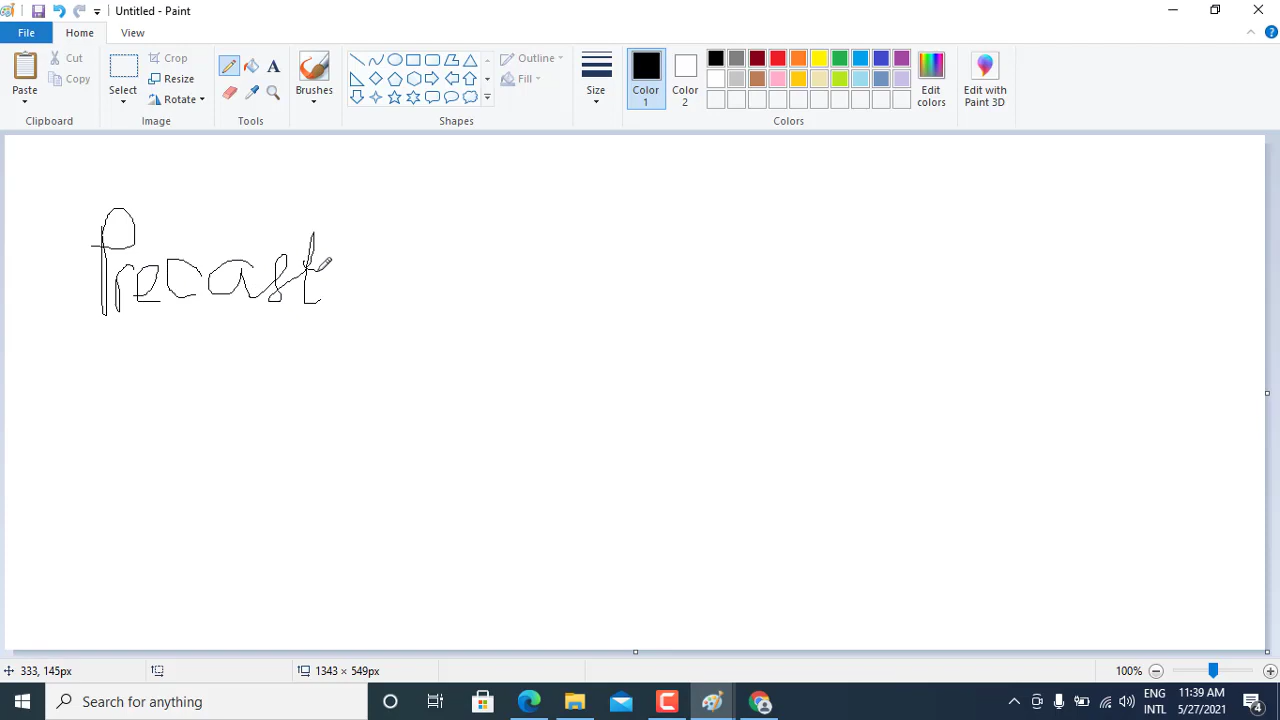 Untitled - Paint
File
Home
View
Paste
Cut
Copy
Clipboard
Select
Crop
Resize
Rotate
Image
Tools
Brushes
Shapes
Outline
Fill
Size
Color 1
Color 2
Colors
Edit colors
Edit with Paint 3D
Precast
333, 145px
1343 × 549px
100%
Search for anything
ENG
INTL
11:39 AM
5/27/2021
4